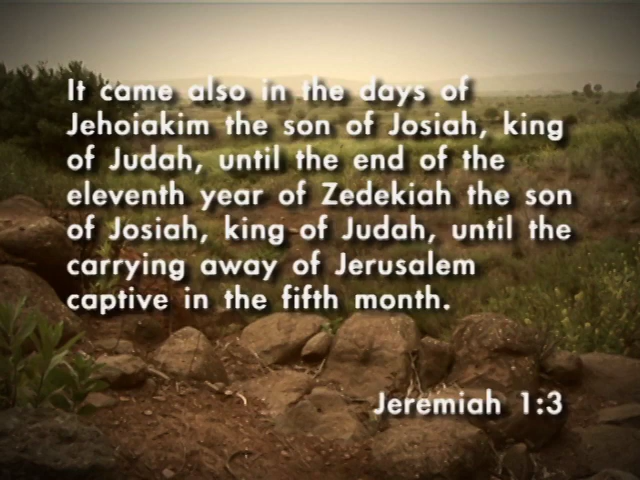 It came also in the days of
Jehoiakim the son of Josiah, king
of Judah, until the end of the
eleventh year of Zedekiah the son
of Josiah, king of Judah, until the
carrying away of Jerusalem
captive in the fifth month.
Jeremiah 1:3